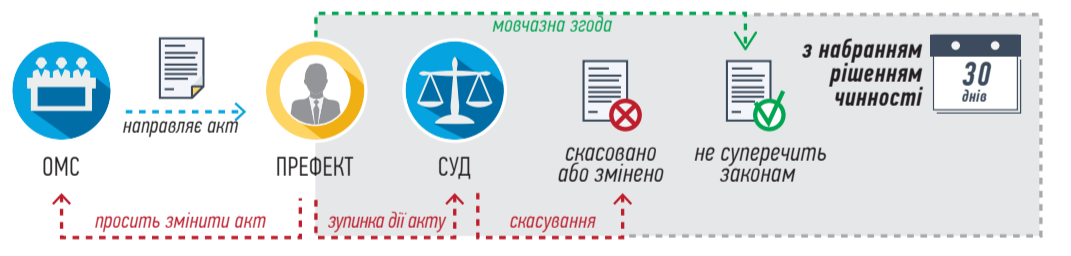 мовчазна згода
з набранням
рішенням
чинності
30
днів
направляє акт
ОМС
ПРЕФЕКТ
СУД
скасовано
або змінено
не суперечить
законам
просить змінити акт
зупинка дії акту
скасування